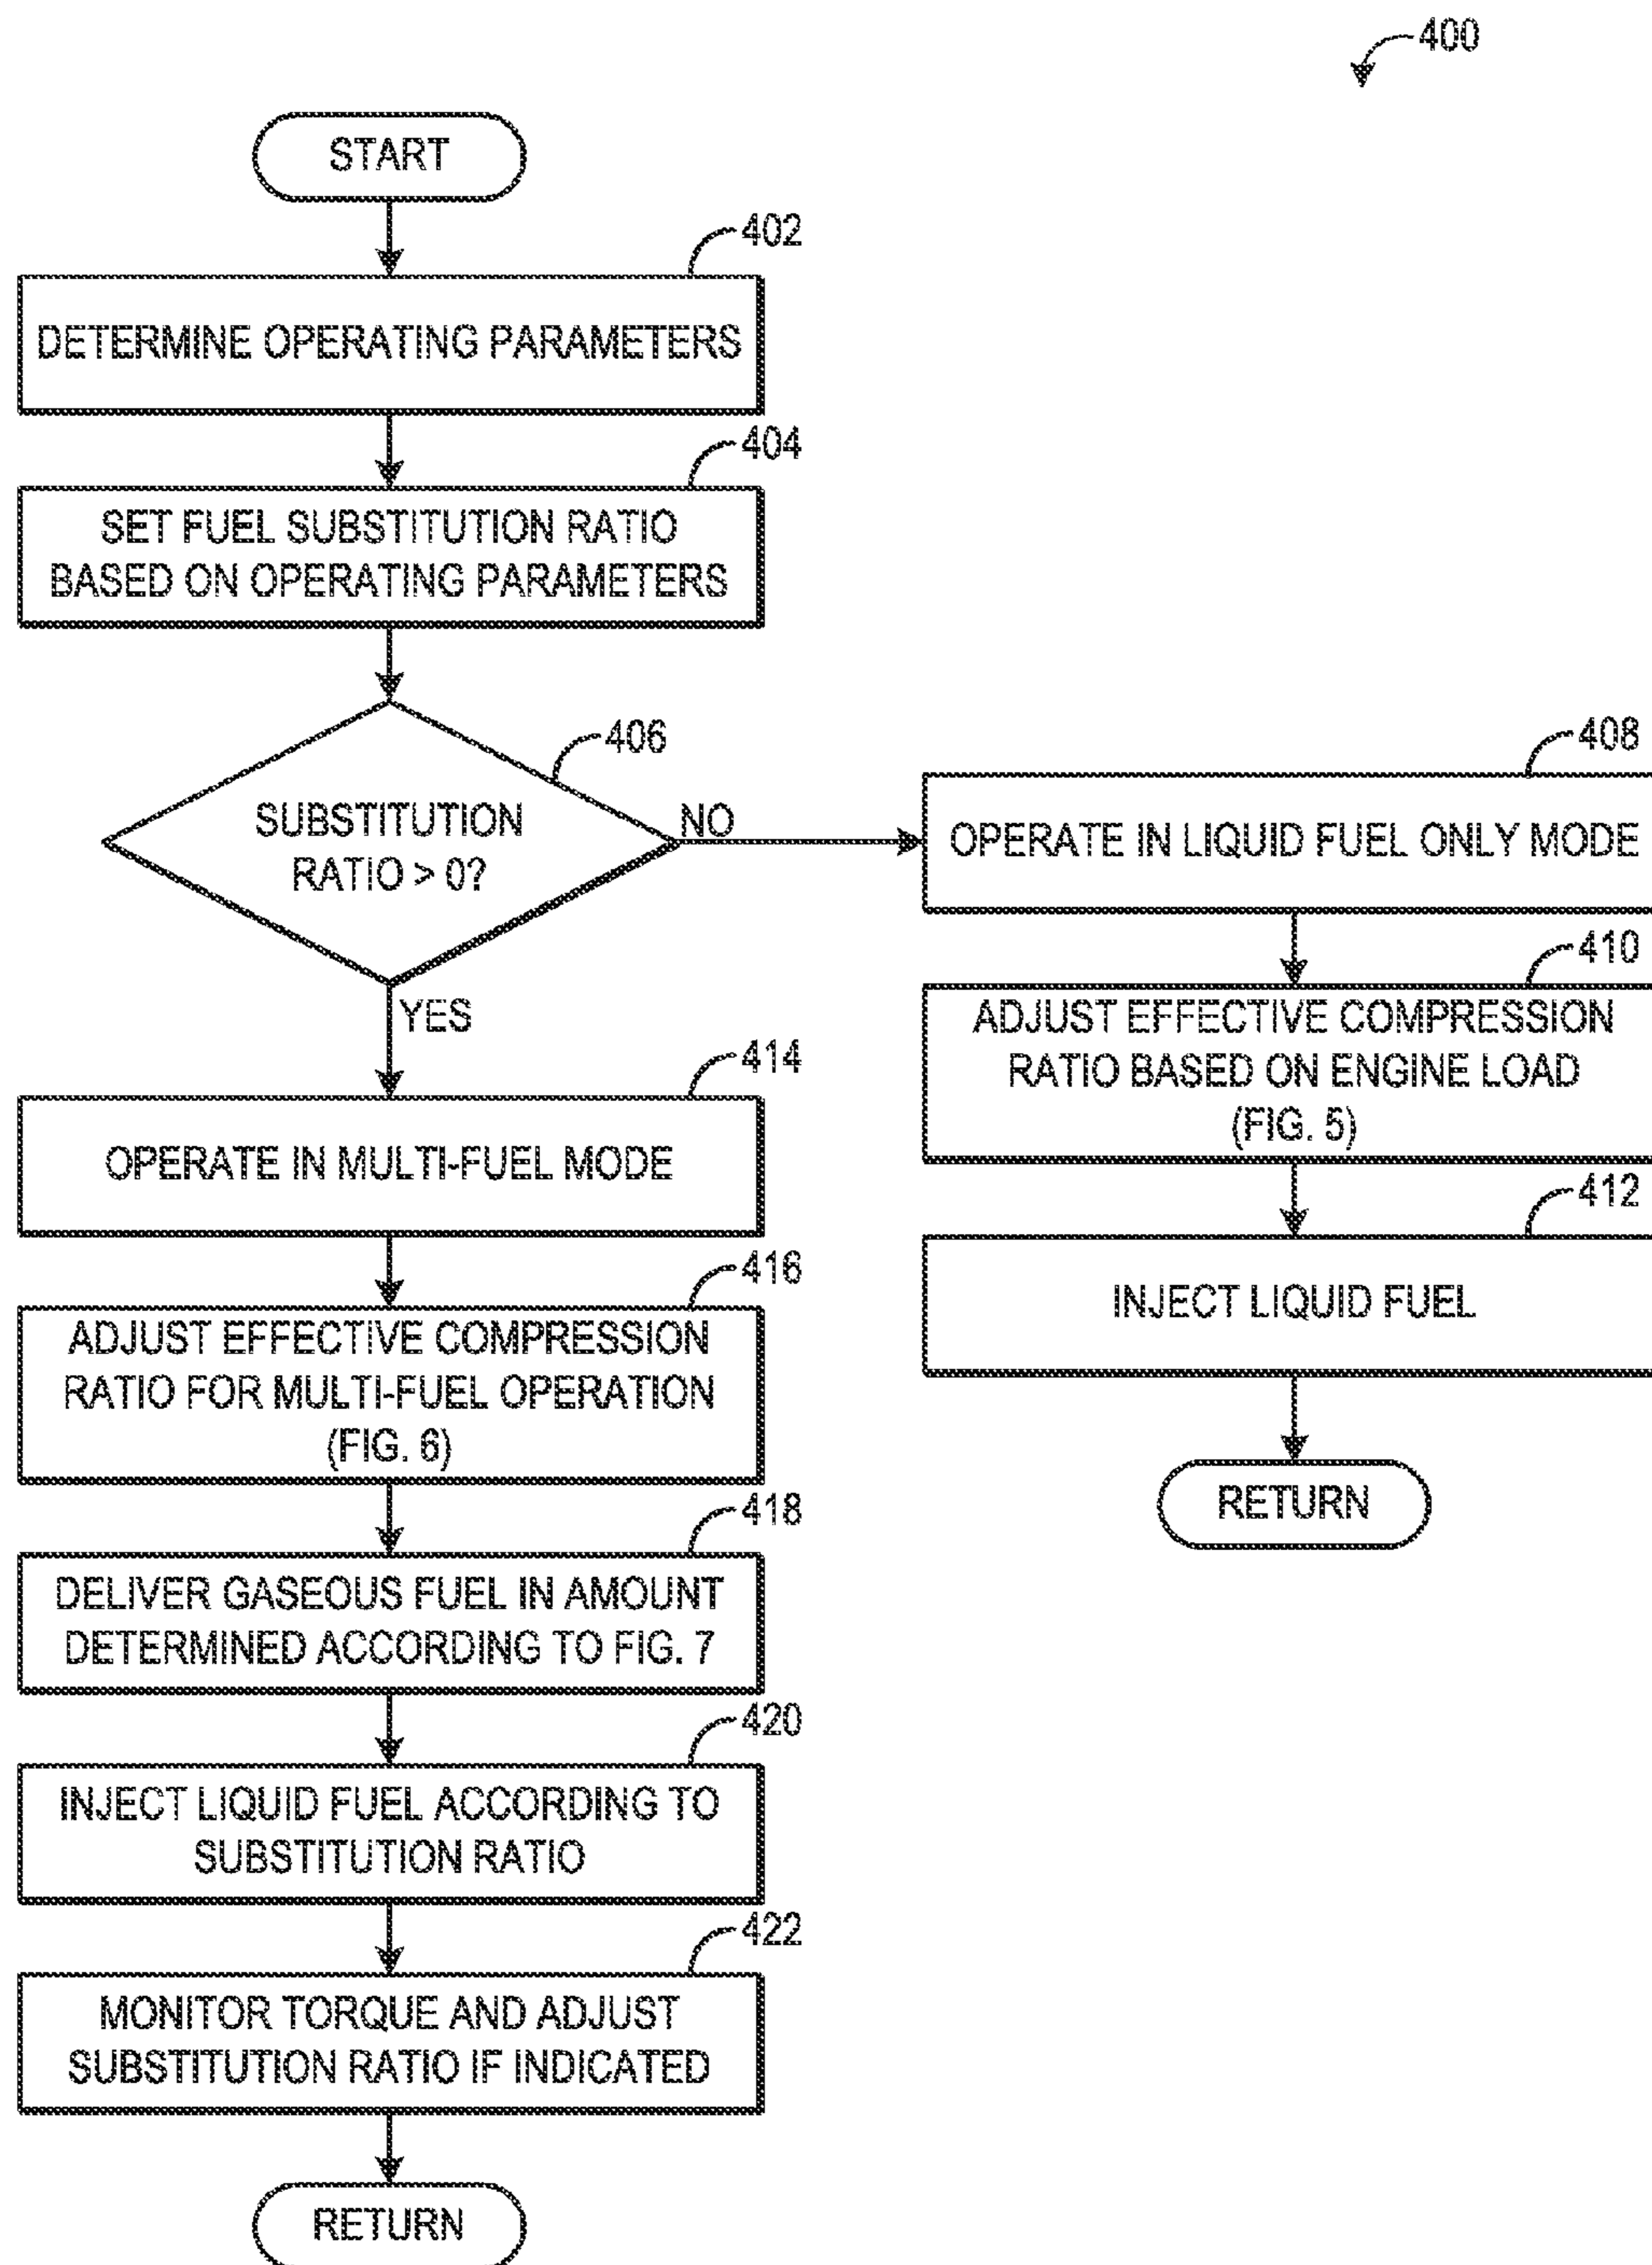 400
START
402
DETERMINE OPERATING PARAMETERS
404
SET FUEL SUBSTITUTION RATIO
BASED ON OPERATING PARAMETERS
406
SUBSTITUTION
RATIO > 0?
NO
YES
408
OPERATE IN LIQUID FUEL ONLY MODE
410
ADJUST EFFECTIVE COMPRESSION
RATIO BASED ON ENGINE LOAD
(FIG. 5)
412
INJECT LIQUID FUEL
RETURN
414
OPERATE IN MULTI-FUEL MODE
416
ADJUST EFFECTIVE COMPRESSION
RATIO FOR MULTI-FUEL OPERATION
(FIG. 6)
418
DELIVER GASEOUS FUEL IN AMOUNT
DETERMINED ACCORDING TO FIG. 7
420
INJECT LIQUID FUEL ACCORDING TO
SUBSTITUTION RATIO
422
MONITOR TORQUE AND ADJUST
SUBSTITUTION RATIO IF INDICATED
RETURN